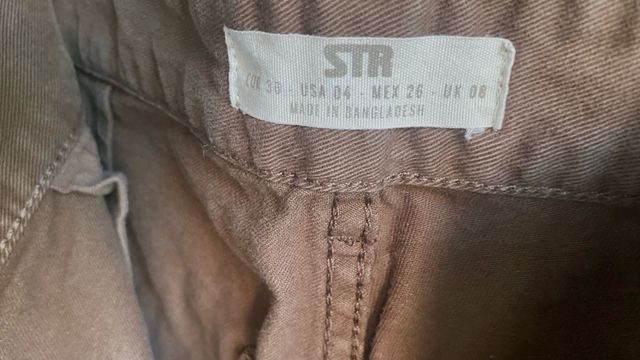 STR
EUR 36 - USA 04 - MEX 26 - UK 08
MADE IN BANGLADESH